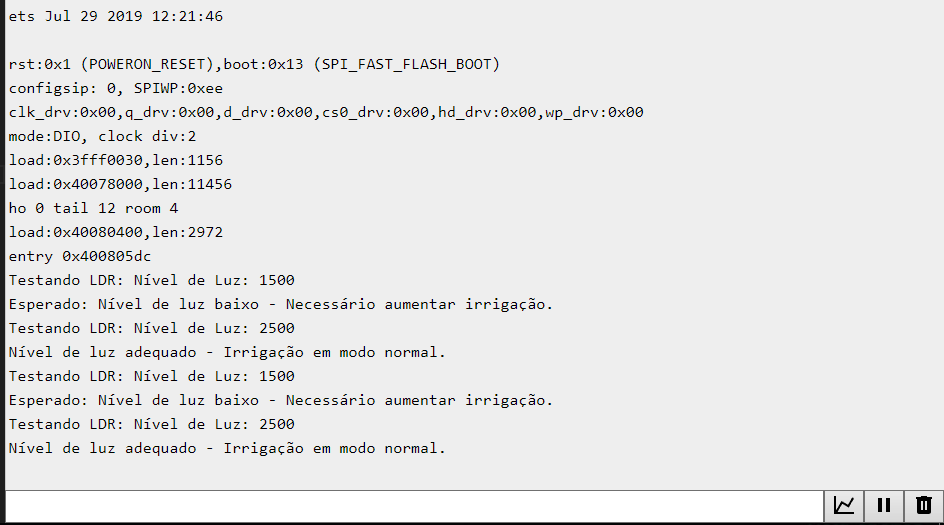 ets Jul 29 2019 12:21:46
rst:0x1 (POWERON_RESET),boot:0x13 (SPI_FAST_FLASH_BOOT)
configsip: 0, SPIWP:0xee
clk_drv:0x00,q_drv:0x00,d_drv:0x00,cs0_drv:0x00,hd_drv:0x00,wp_drv:0x00
mode:DIO, clock div:2
load:0x3fff0030,len:1156
load:0x40078000,len:11456
ho 0 tail 12 room 4
load:0x40080400,len:2972
entry 0x400805dc
Testando LDR: Nível de Luz: 1500
Esperado: Nível de luz baixo - Necessário aumentar irrigação.
Testando LDR: Nível de Luz: 2500
Nível de luz adequado - Irrigação em modo normal.
Testando LDR: Nível de Luz: 1500
Esperado: Nível de luz baixo - Necessário aumentar irrigação.
Testando LDR: Nível de Luz: 2500
Nível de luz adequado - Irrigação em modo normal.